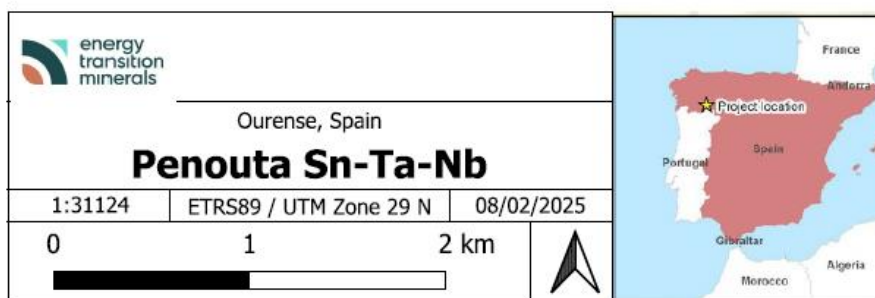 energy
transition
minerals
Ourense, Spain
Penouta Sn-Ta-Nb
1:31124
ETRS89 / UTM Zone 29 N
08/02/2025
0 1 2 km
France
Andorra
Project location
Portugal
Spain
Gibraltar
Algeria
Morocco